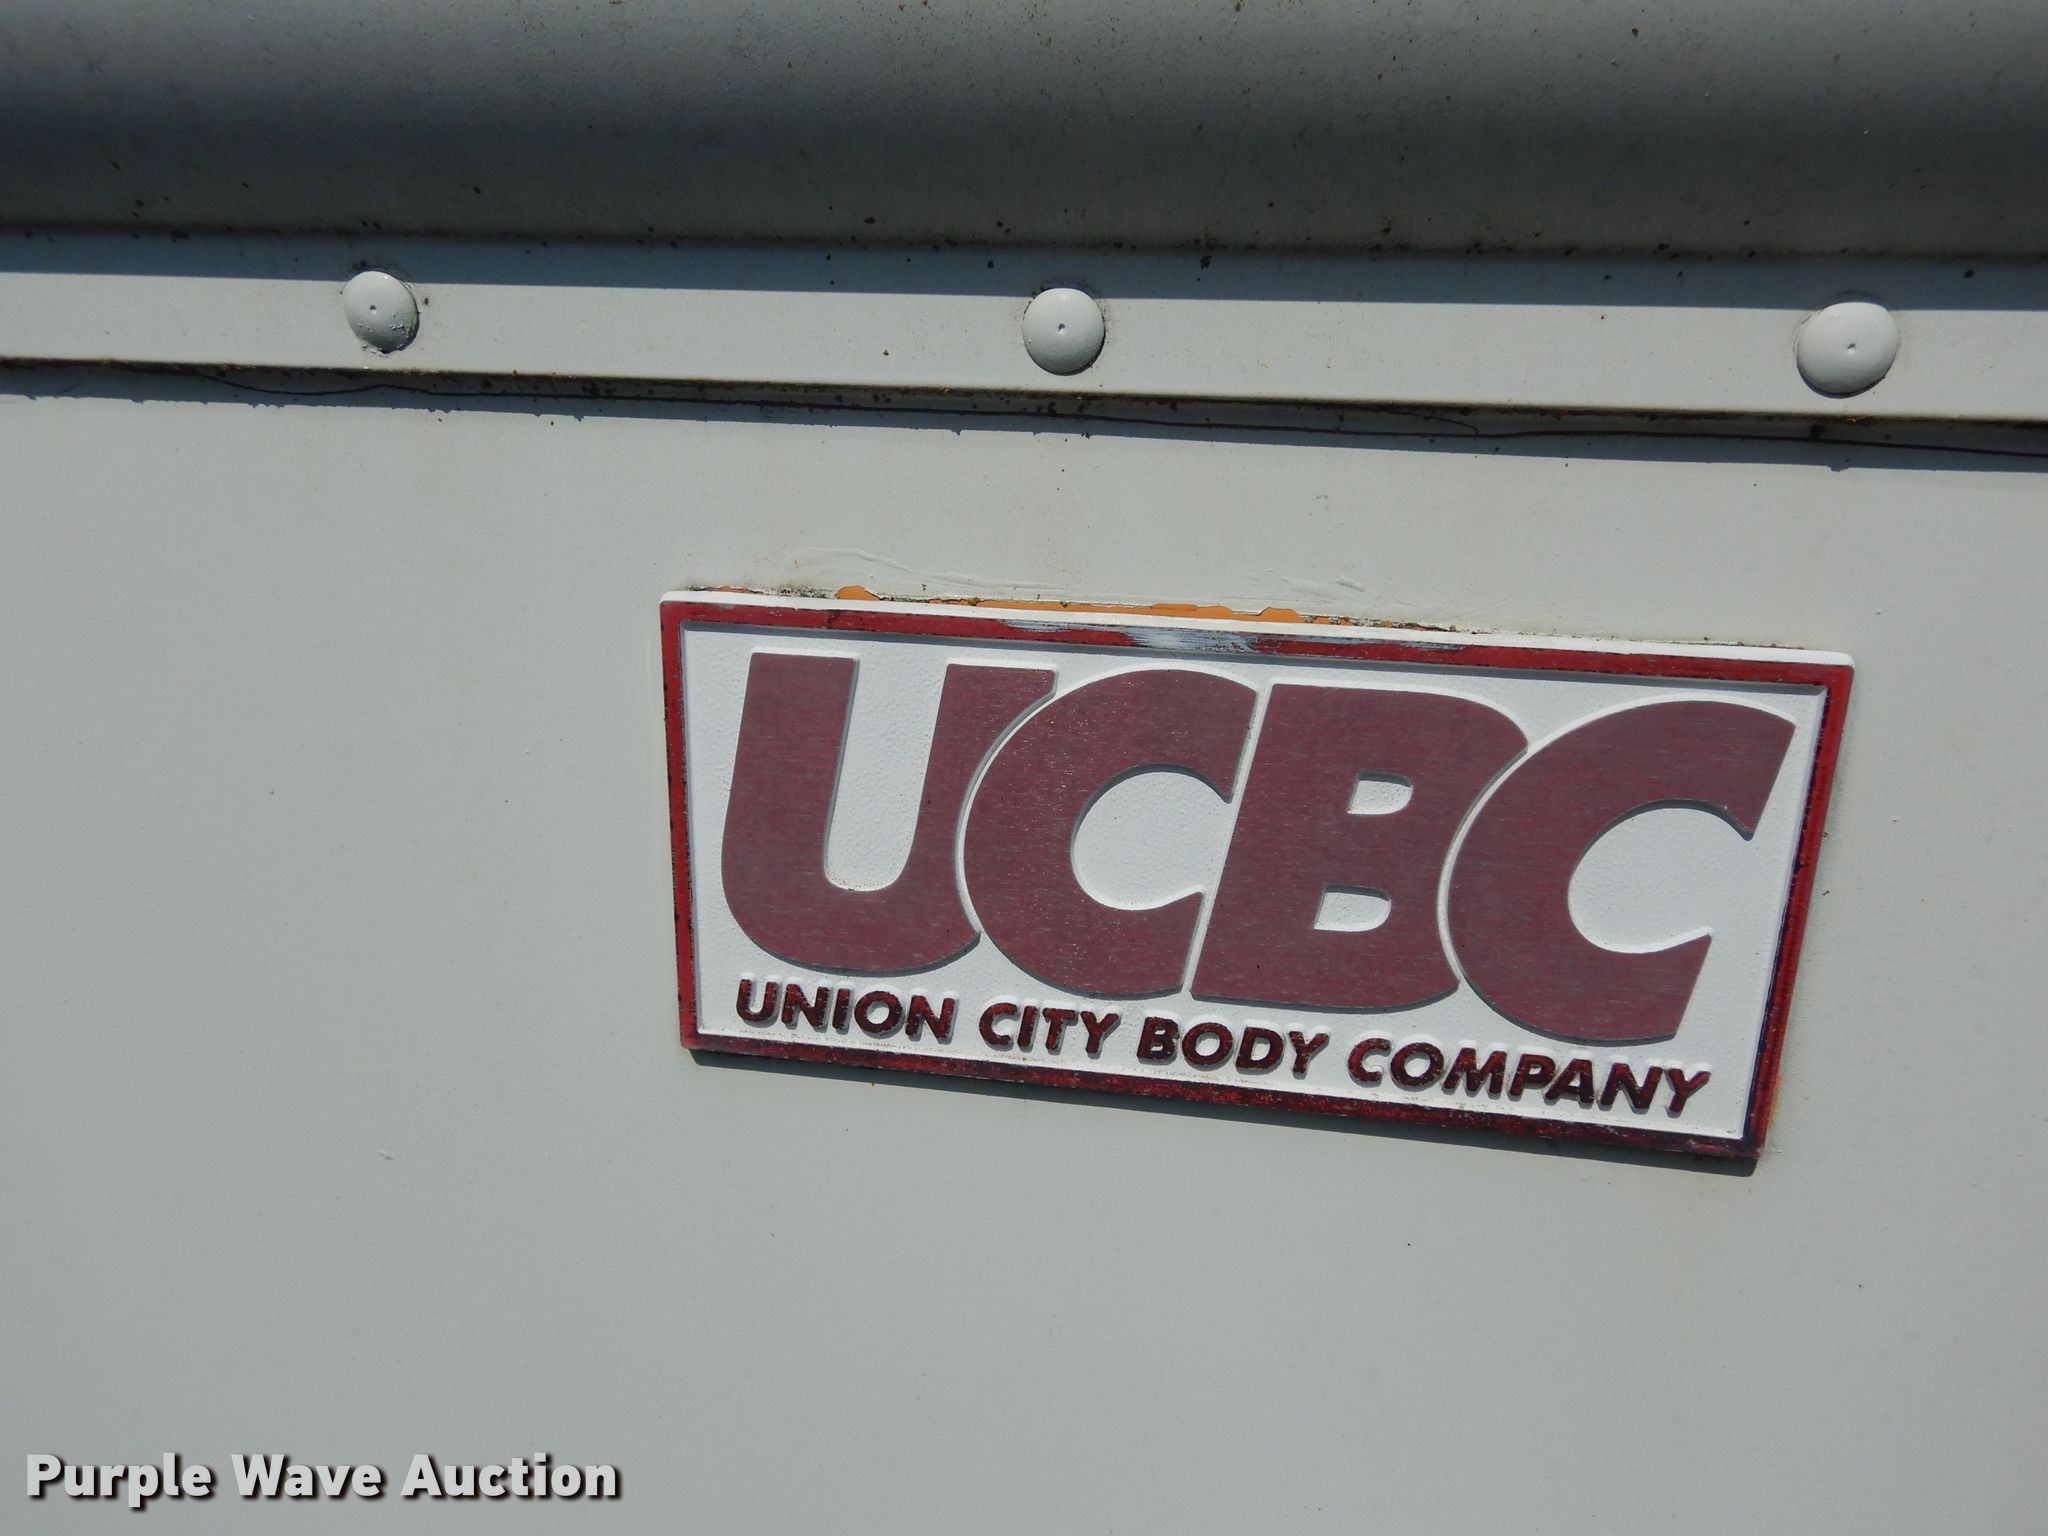 UCBC
UNION CITY BODY COMPANY
Purple Wave Auction